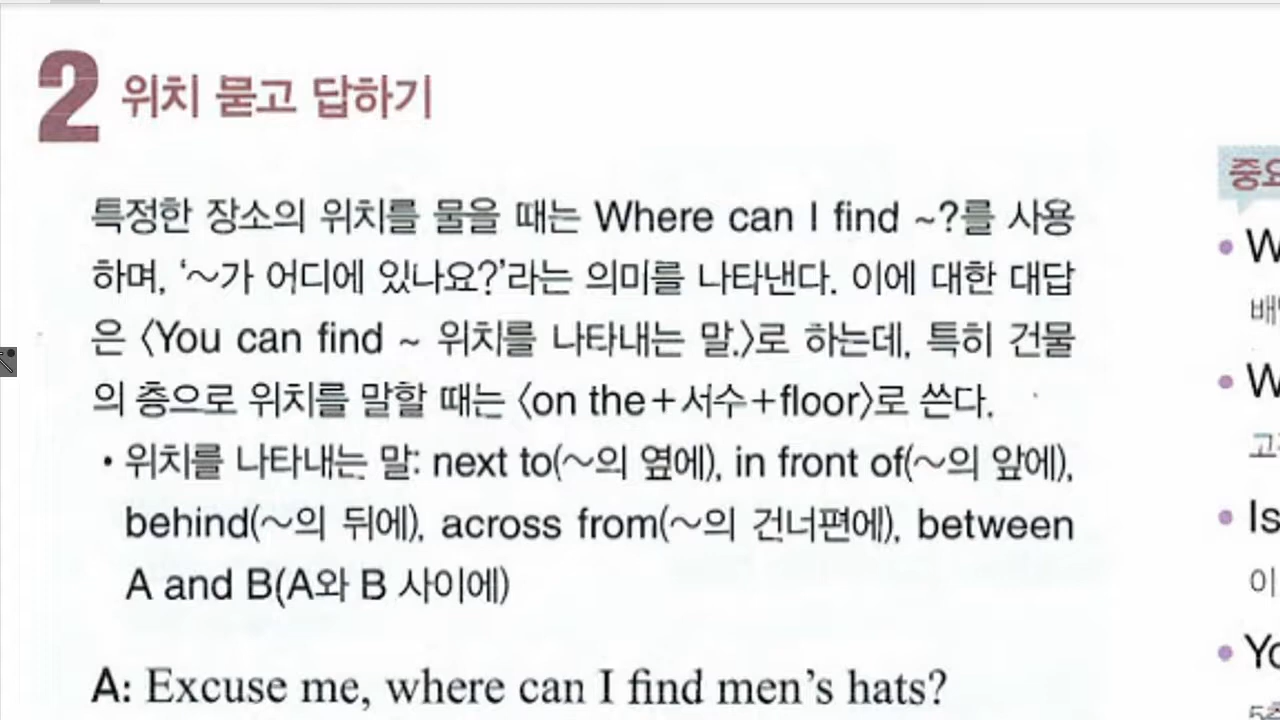 2 위치 묻고 답하기
특정한 장소의 위치를 물을 때는 Where can I find ~?를 사용
하며, ‘~가 어디에 있나요?’라는 의미를 나타낸다. 이에 대한 대답
은 〈You can find ~ 위치를 나타내는 말.〉로 하는데, 특히 건물
의 층으로 위치를 말할 때는 〈on the+서수+floor〉로 쓴다.
• 위치를 나타내는 말: next to(~의 옆에), in front of(~의 앞에),
behind(~의 뒤에), across from(~의 건너편에), between
A and B(A와 B 사이에)
A: Excuse me, where can I find men’s hats?
• W
배
• W
• Is
이